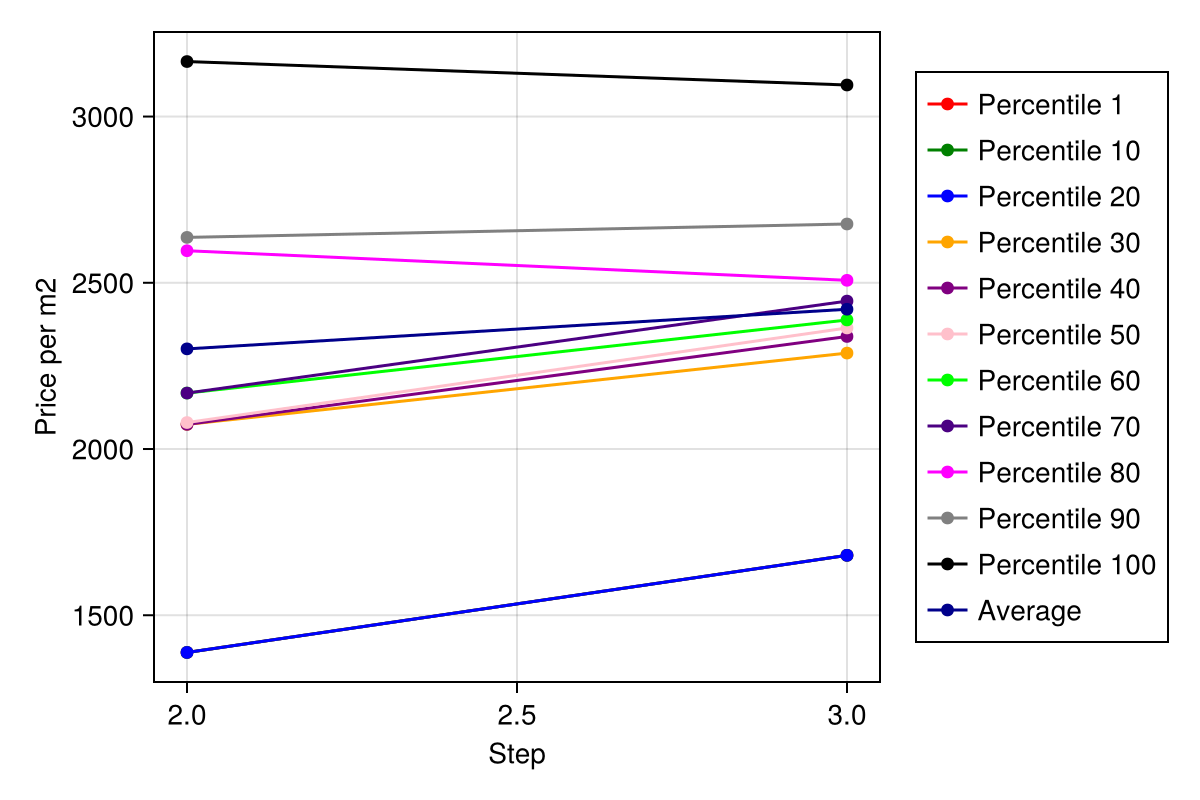 Price per m2
3000
2500
2000
1500
2.0
2.5
3.0
Step
Percentile 1
Percentile 10
Percentile 20
Percentile 30
Percentile 40
Percentile 50
Percentile 60
Percentile 70
Percentile 80
Percentile 90
Percentile 100
Average